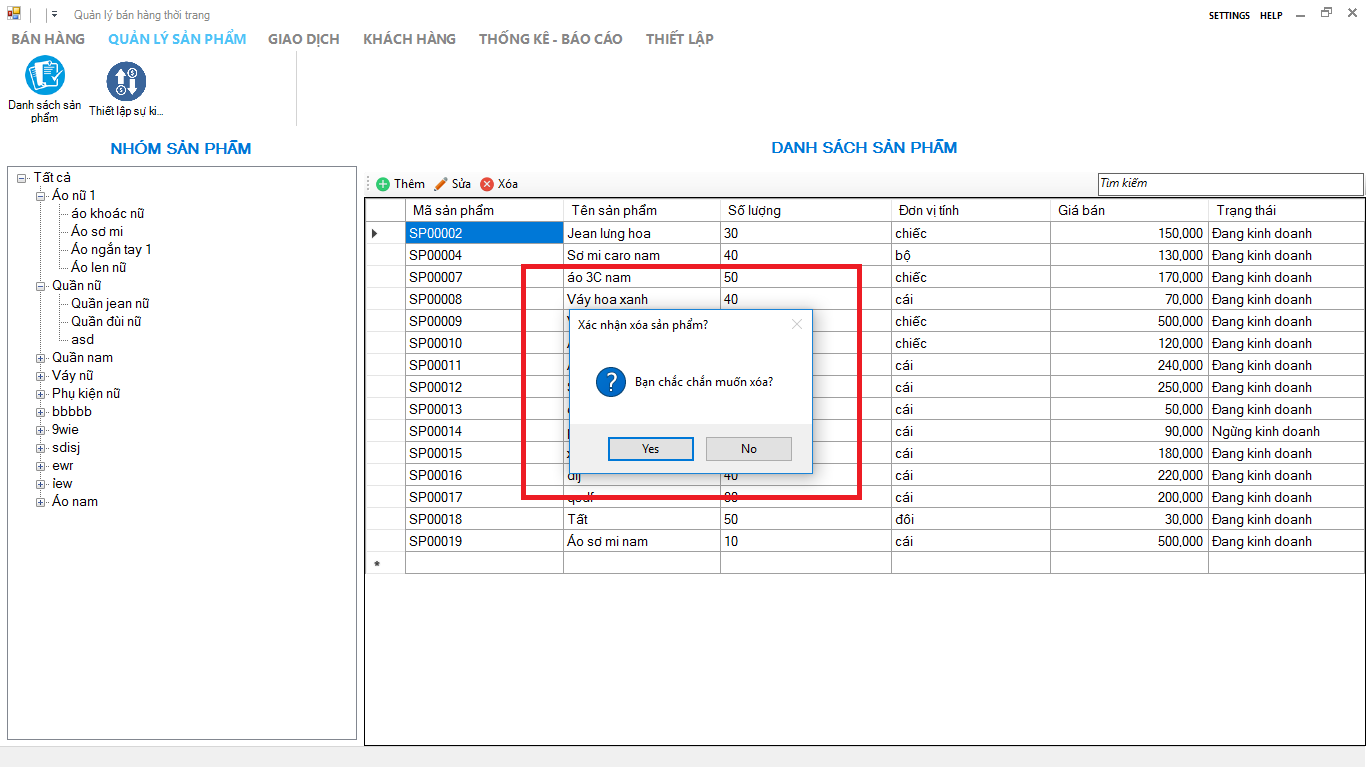 Quản lý bán hàng thời trang
SETTINGS HELP
BÁN HÀNG QUẢN LÝ SẢN PHẨM GIAO DỊCH KHÁCH HÀNG THỐNG KÊ - BÁO CÁO THIẾT LẬP
Danh sách sản
phẩm
Thiết lập sự ki...
NHÓM SẢN PHẨM
Tất cả
Áo nữ 1
áo khoác nữ
Áo sơ mi
Áo ngắn tay 1
Áo len nữ
Quần nữ
Quần jean nữ
Quần đùi nữ
asd
Quần nam
Váy nữ
Phụ kiện nữ
bbbbb
9wie
sdisj
ewr
iew
Áo nam
DANH SÁCH SẢN PHẨM
Thêm Sửa Xóa
Tìm kiếm
Mã sản phẩm Tên sản phẩm Số lượng Đơn vị tính Giá bán Trạng thái
SP00002 Jean lưng hoa 30 chiếc 150,000 Đang kinh doanh
SP00004 Sơ mi caro nam 40 bộ 130,000 Đang kinh doanh
SP00007 áo 3C nam 50 chiếc 170,000 Đang kinh doanh
SP00008 Váy hoa xanh 40 cái 70,000 Đang kinh doanh
SP00009 chiếc 500,000 Đang kinh doanh
SP00010 chiếc 120,000 Đang kinh doanh
SP00011 cái 240,000 Đang kinh doanh
SP00012 cái 250,000 Đang kinh doanh
SP00013 cái 50,000 Đang kinh doanh
SP00014 cái 90,000 Ngừng kinh doanh
SP00015 cái 180,000 Đang kinh doanh
SP00016 dij 40 cái 220,000 Đang kinh doanh
SP00017 cái 200,000 Đang kinh doanh
SP00018 Tất 50 đôi 30,000 Đang kinh doanh
SP00019 Áo sơ mi nam 10 cái 500,000 Đang kinh doanh
Xác nhận xóa sản phẩm?
Bạn chắc chắn muốn xóa?
Yes No